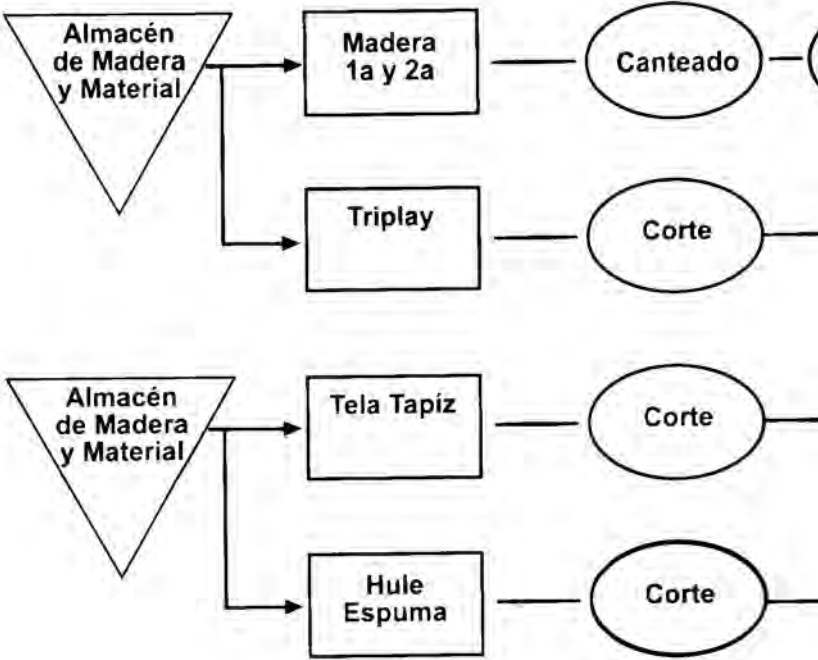 Almacén
de Madera
y Material
Madera
1a y 2a
Canteado
Triplay
Corte
Almacén
de Madera
y Material
Tela Tapíz
Corte
Hule
Espuma
Corte